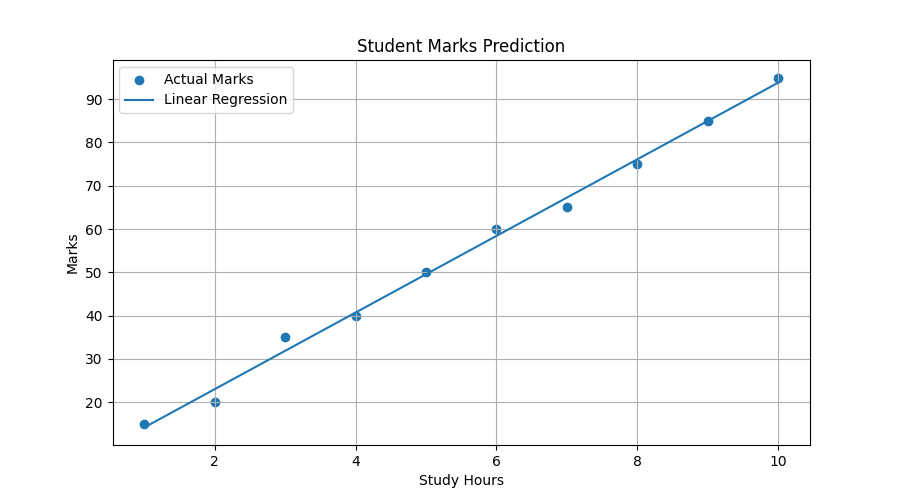 Student Marks Prediction
Actual Marks
Linear Regression
90
80
70
60
50
40
30
20
Marks
2 4 6 8 10
Study Hours